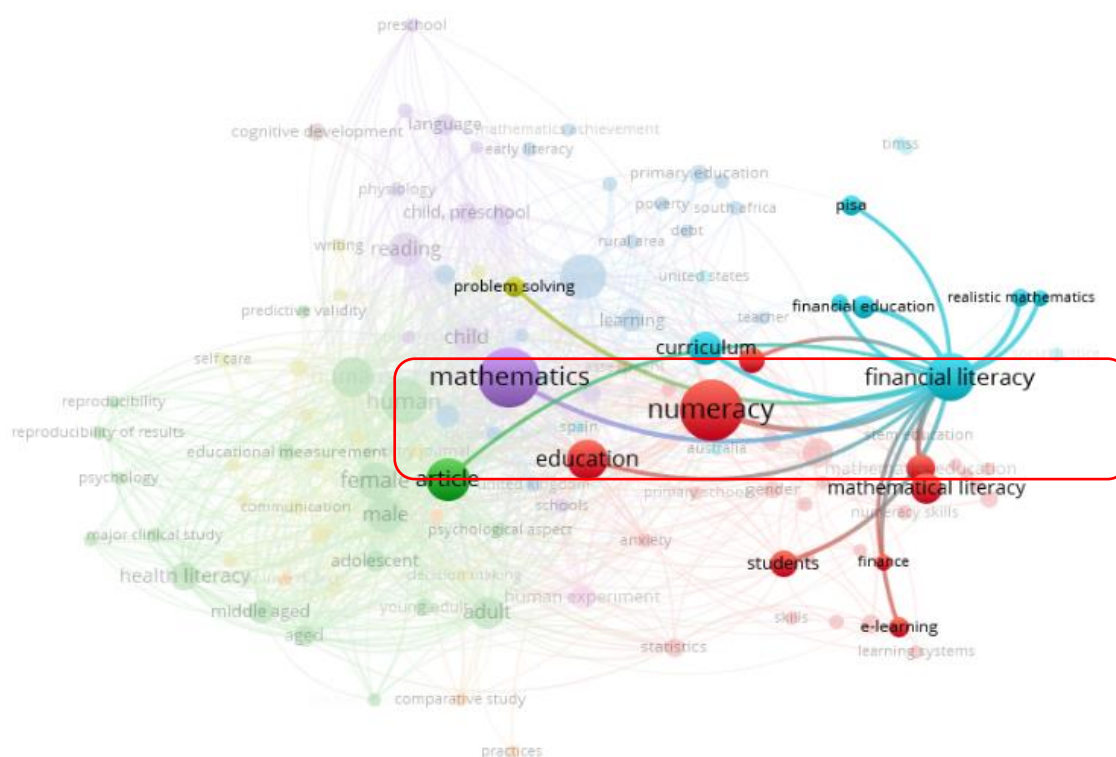 preschool
cognitive development
language
mathematics achievement
early literacy
timss
physiology
primary education
child, preschool
poverty
south africa
pisa
writing
reading
rural area
debt
united states
problem solving
financial education
realistic mathematics
predictive validity
learning
teacher
child
curriculum
self care
mathematics
financial literacy
human
reproducibility
numeracy
reproducibility of results
spain
stem education
educational measurement
journal
australia
education
psychology
female
article
united kingdom
mathematics education
primary school
gender
mathematical literacy
communication
schools
male
numeracy skills
major clinical study
psychological aspect
anxiety
adolescent
students
finance
health literacy
decision making
human experiment
middle aged
young adult
adult
skills
e-learning
aged
statistics
learning systems
comparative study
practices